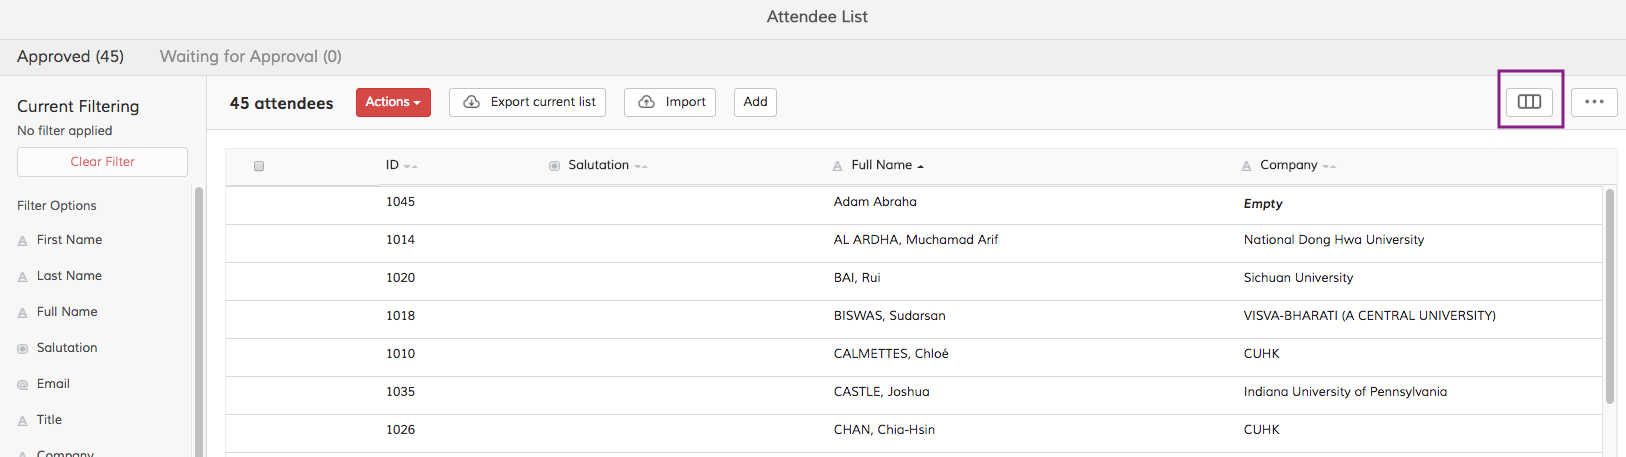 Attendee List
Approved (45) Waiting for Approval (0)
Current Filtering
No filter applied
Clear Filter
Filter Options
First Name
Last Name
Full Name
Salutation
Email
Title
Company
45 attendees Actions Export current list Import Add
ID Salutation Full Name Company
1045 Adam Abraha Empty
1014 AL ARDHA, Muchamad Arif National Dong Hwa University
1020 BAI, Rui Sichuan University
1018 BISWAS, Sudarsan VISVA-BHARATI (A CENTRAL UNIVERSITY)
1010 CALMETTES, Chloé CUHK
1035 CASTLE, Joshua Indiana University of Pennsylvania
1026 CHAN, Chia-Hsin CUHK